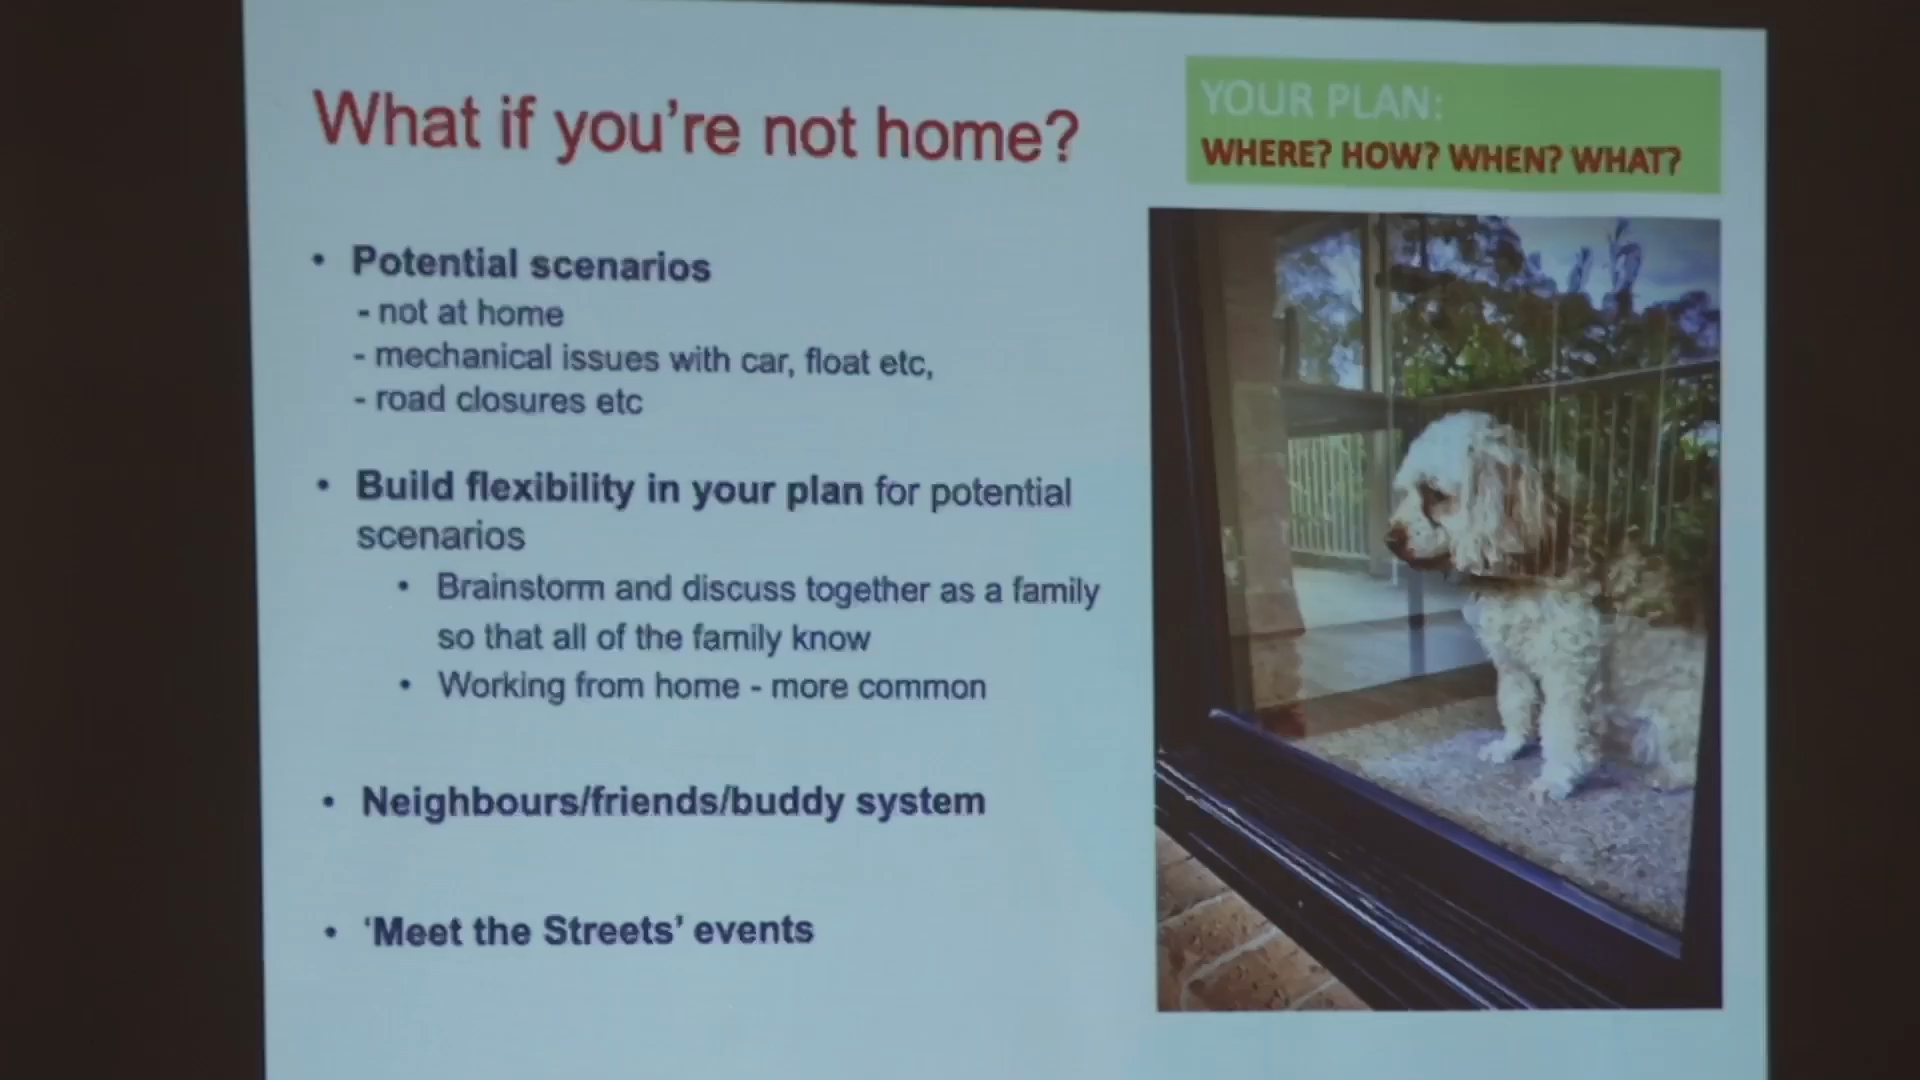 What if you're not home?
YOUR PLAN:
WHERE? HOW? WHEN? WHAT?
• Potential scenarios
- not at home
- mechanical issues with car, float etc,
- road closures etc
• Build flexibility in your plan for potential
scenarios
• Brainstorm and discuss together as a family
so that all of the family know
• Working from home - more common
• Neighbours/friends/buddy system
• 'Meet the Streets' events